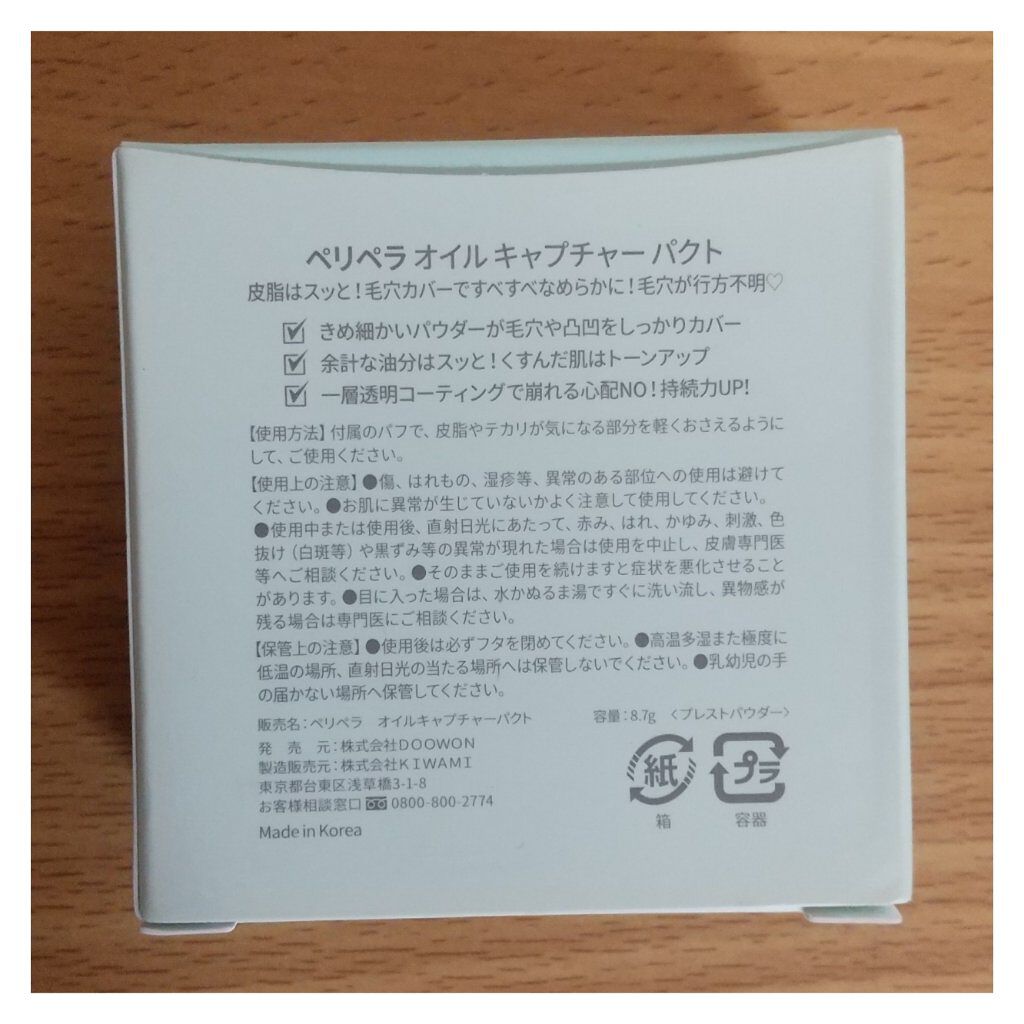 ペリペラ オイル キャプチャー パクト
皮脂はスッと！毛穴カバーですべすべなめらかに！毛穴が行方不明♡
きめ細かいパウダーが毛穴や凸凹をしっかりカバー
余計な油分はスッと！くすんだ肌はトーンアップ
一層透明コーティングで崩れる心配NO！持続力UP!
【使用方法】付属のパフで、皮脂やテカリが気になる部分を軽くおさえるように
して、ご使用ください。
【使用上の注意】●傷、はれもの、湿疹等、異常のある部位への使用は避けて
ください。●お肌に異常が生じていないかよく注意して使用してください。
●使用中または使用後、直射日光にあたって、赤み、はれ、かゆみ、刺激、色
抜け（白斑等）や黒ずみ等の異常が現れた場合は使用を中止し、皮膚専門医
等へご相談ください。●そのままご使用を続けますと症状を悪化させること
があります。●目に入った場合は、水かぬるま湯ですぐに洗い流し、異物感が
残る場合は専門医にご相談ください。
【保管上の注意】●使用後は必ずフタを閉めてください。●高温多湿また極度に
低温の場所、直射日光の当たる場所へは保管しないでください。●乳幼児の手
の届かない場所へ保管してください。
販売名：ペリペラ　オイルキャプチャーパクト　容量：8.7g 〈プレストパウダー〉
発　売　元：株式会社DOOWON
製造販売元：株式会社KIWAMI
東京都台東区浅草橋3-1-8
お客様相談窓口 0800-800-2774
Made in Korea
紙 プラ
箱 容器